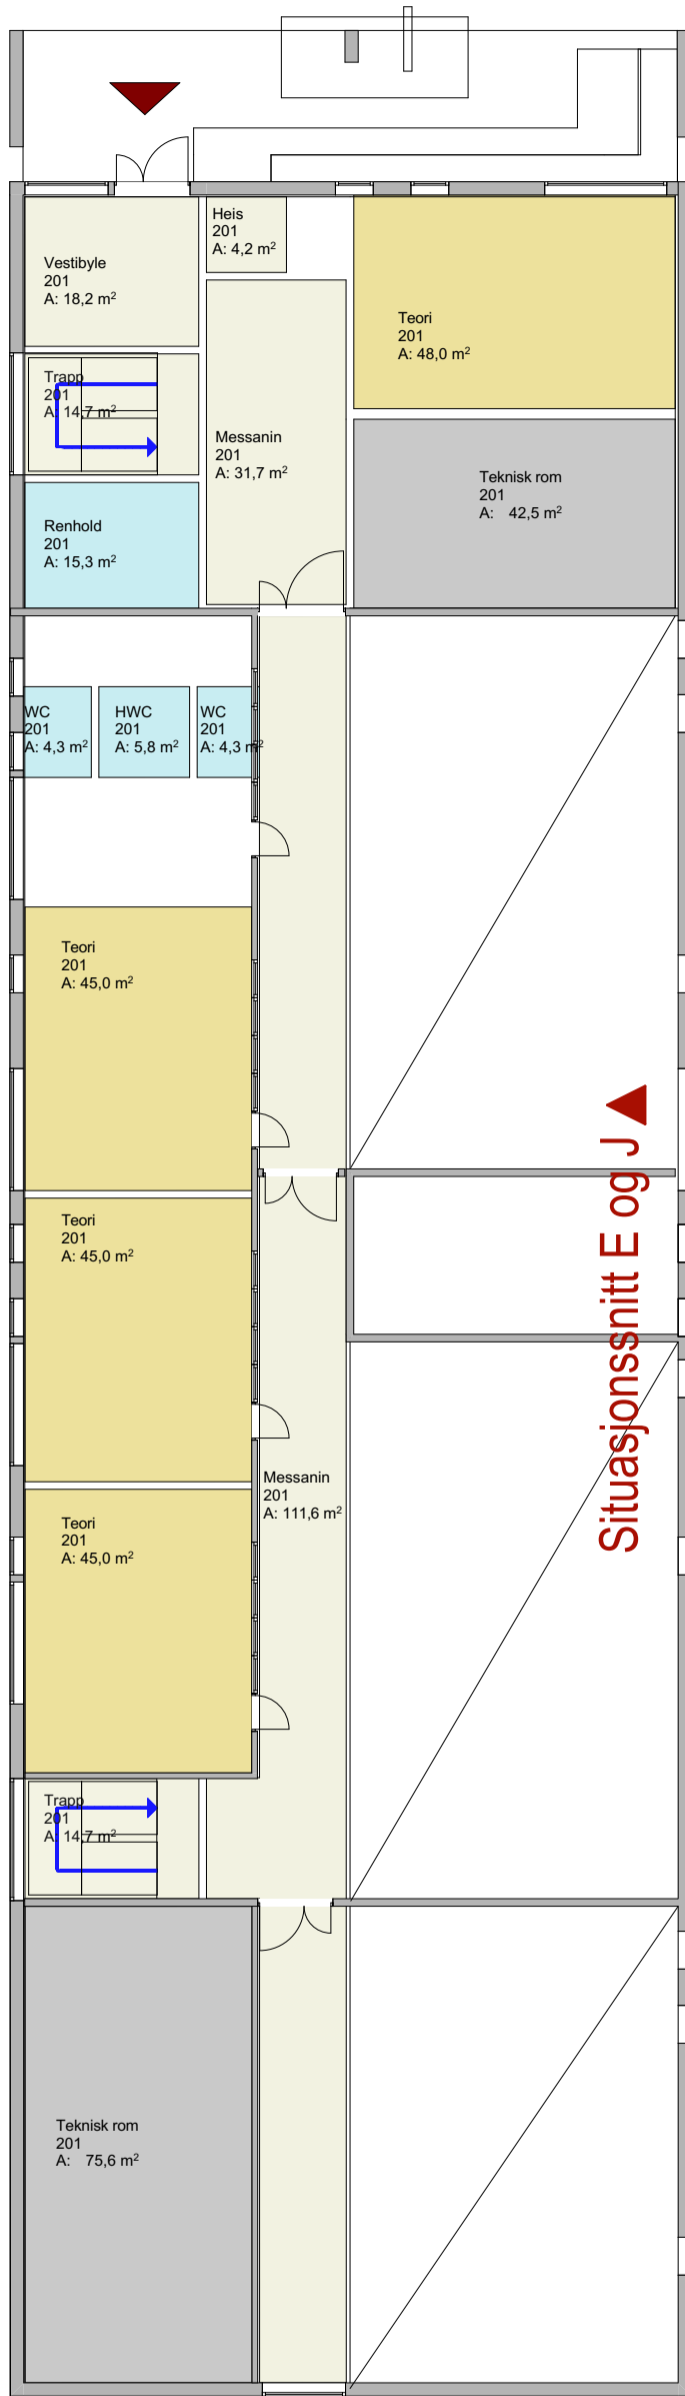 Heis
201
A: 4,2 m²
Vestibyle
201
A: 18,2 m²
Teori
201
A: 48,0 m²
Trapp
201
A: 14,7 m²
Messanin
201
A: 31,7 m²
Teknisk rom
201
A: 42,5 m²
Renhold
201
A: 15,3 m²
WC
201
A: 4,3 m²
HWC
201
A: 5,8 m²
WC
201
A: 4,3 m²
Teori
201
A: 45,0 m²
Situasjonssnitt E og J
Teori
201
A: 45,0 m²
Messanin
201
A: 111,6 m²
Teori
201
A: 45,0 m²
Trapp
201
A: 14,7 m²
Teknisk rom
201
A: 75,6 m²